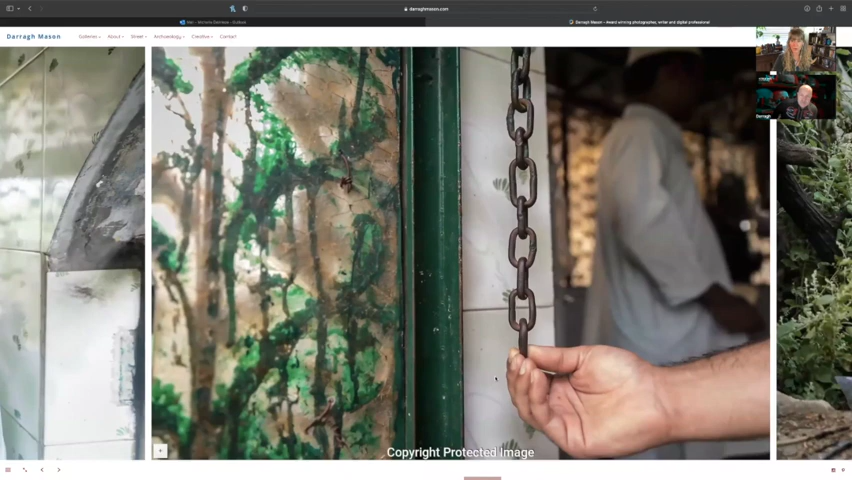 darraghmason.com
Darragh Mason – Award winning photographer, writer and digital professional
Darragh Mason
Galleries
About
Street
Archaeology
Creative
Contact
Darragh
Copyright Protected Image